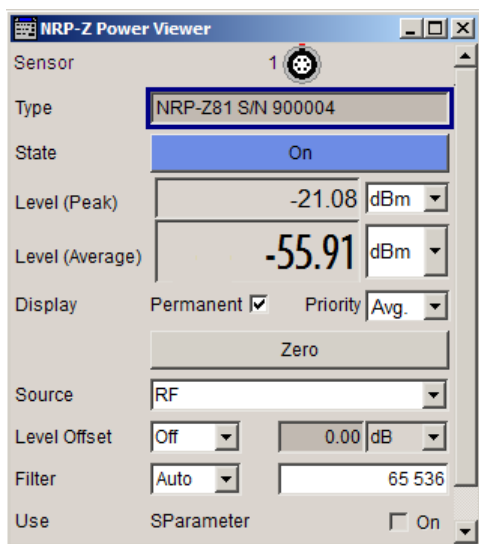 NRP-Z Power Viewer
Sensor 1
Type NRP-Z81 S/N 900004
State On
Level (Peak) -21.08 dBm
Level (Average) -55.91 dBm
Display Permanent Priority Avg.
Zero
Source RF
Level Offset Off 0.00 dB
Filter Auto 65 536
Use SParameter On